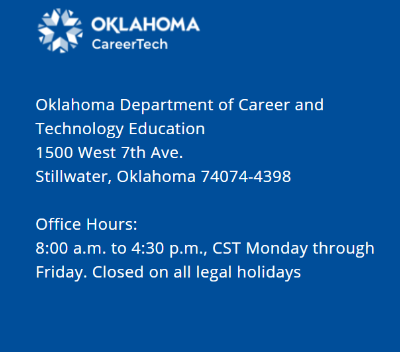 OKLAHOMA
CareerTech
Oklahoma Department of Career and
Technology Education
1500 West 7th Ave.
Stillwater, Oklahoma 74074-4398
Office Hours:
8:00 a.m. to 4:30 p.m., CST Monday through
Friday. Closed on all legal holidays